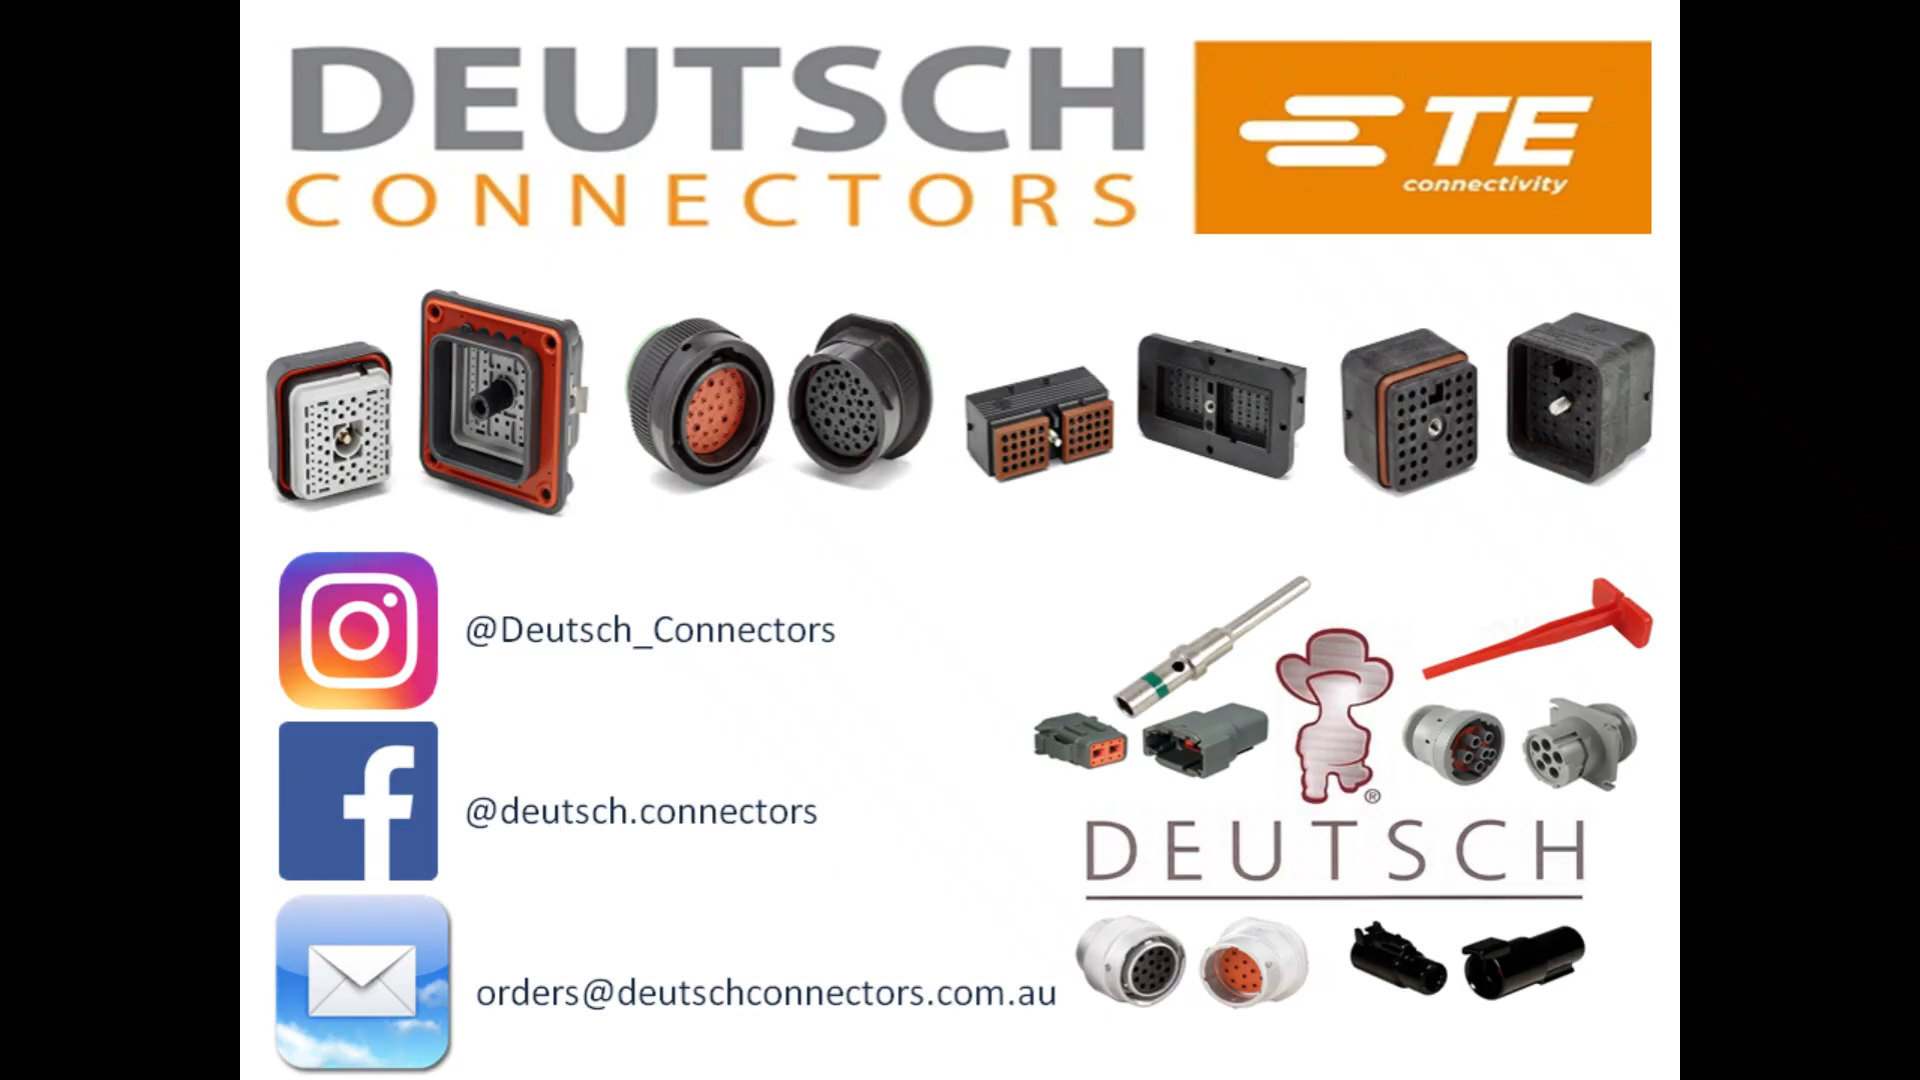 DEUTSCH
CONNECTORS
TE
connectivity
@Deutsch_Connectors
@deutsch.connectors
orders@deutschconnectors.com.au
®
DEUTSCH